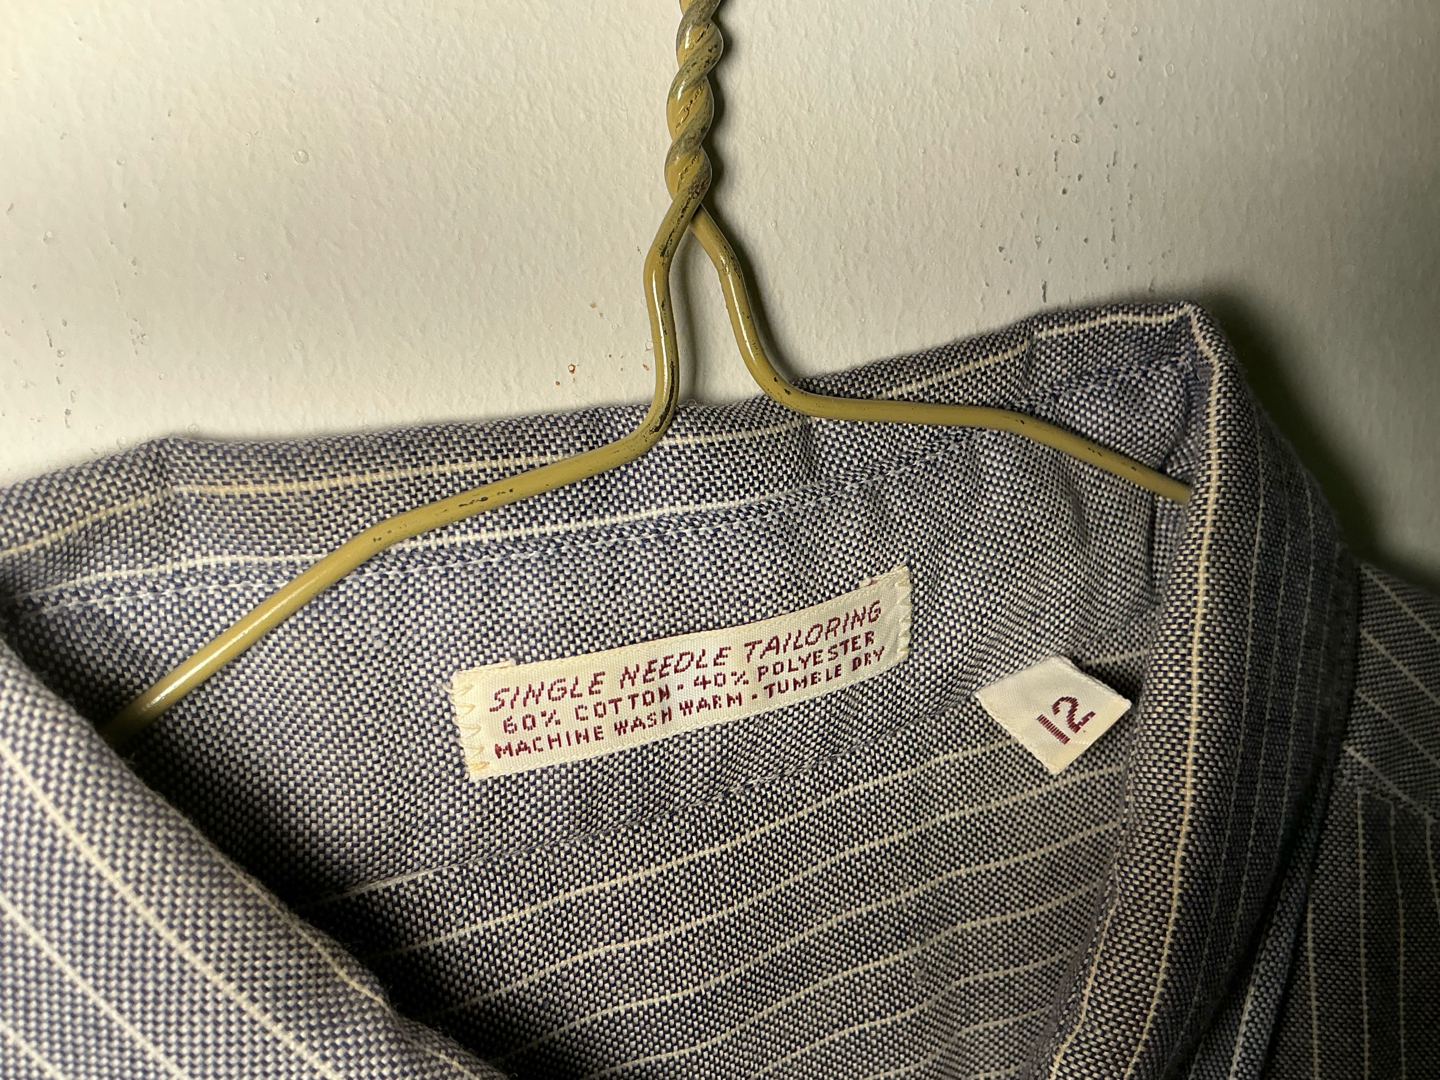 SINGLE NEEDLE TAILORING
60% COTTON - 40% POLYESTER
MACHINE WASH WARM - TUMBLE DRY
12